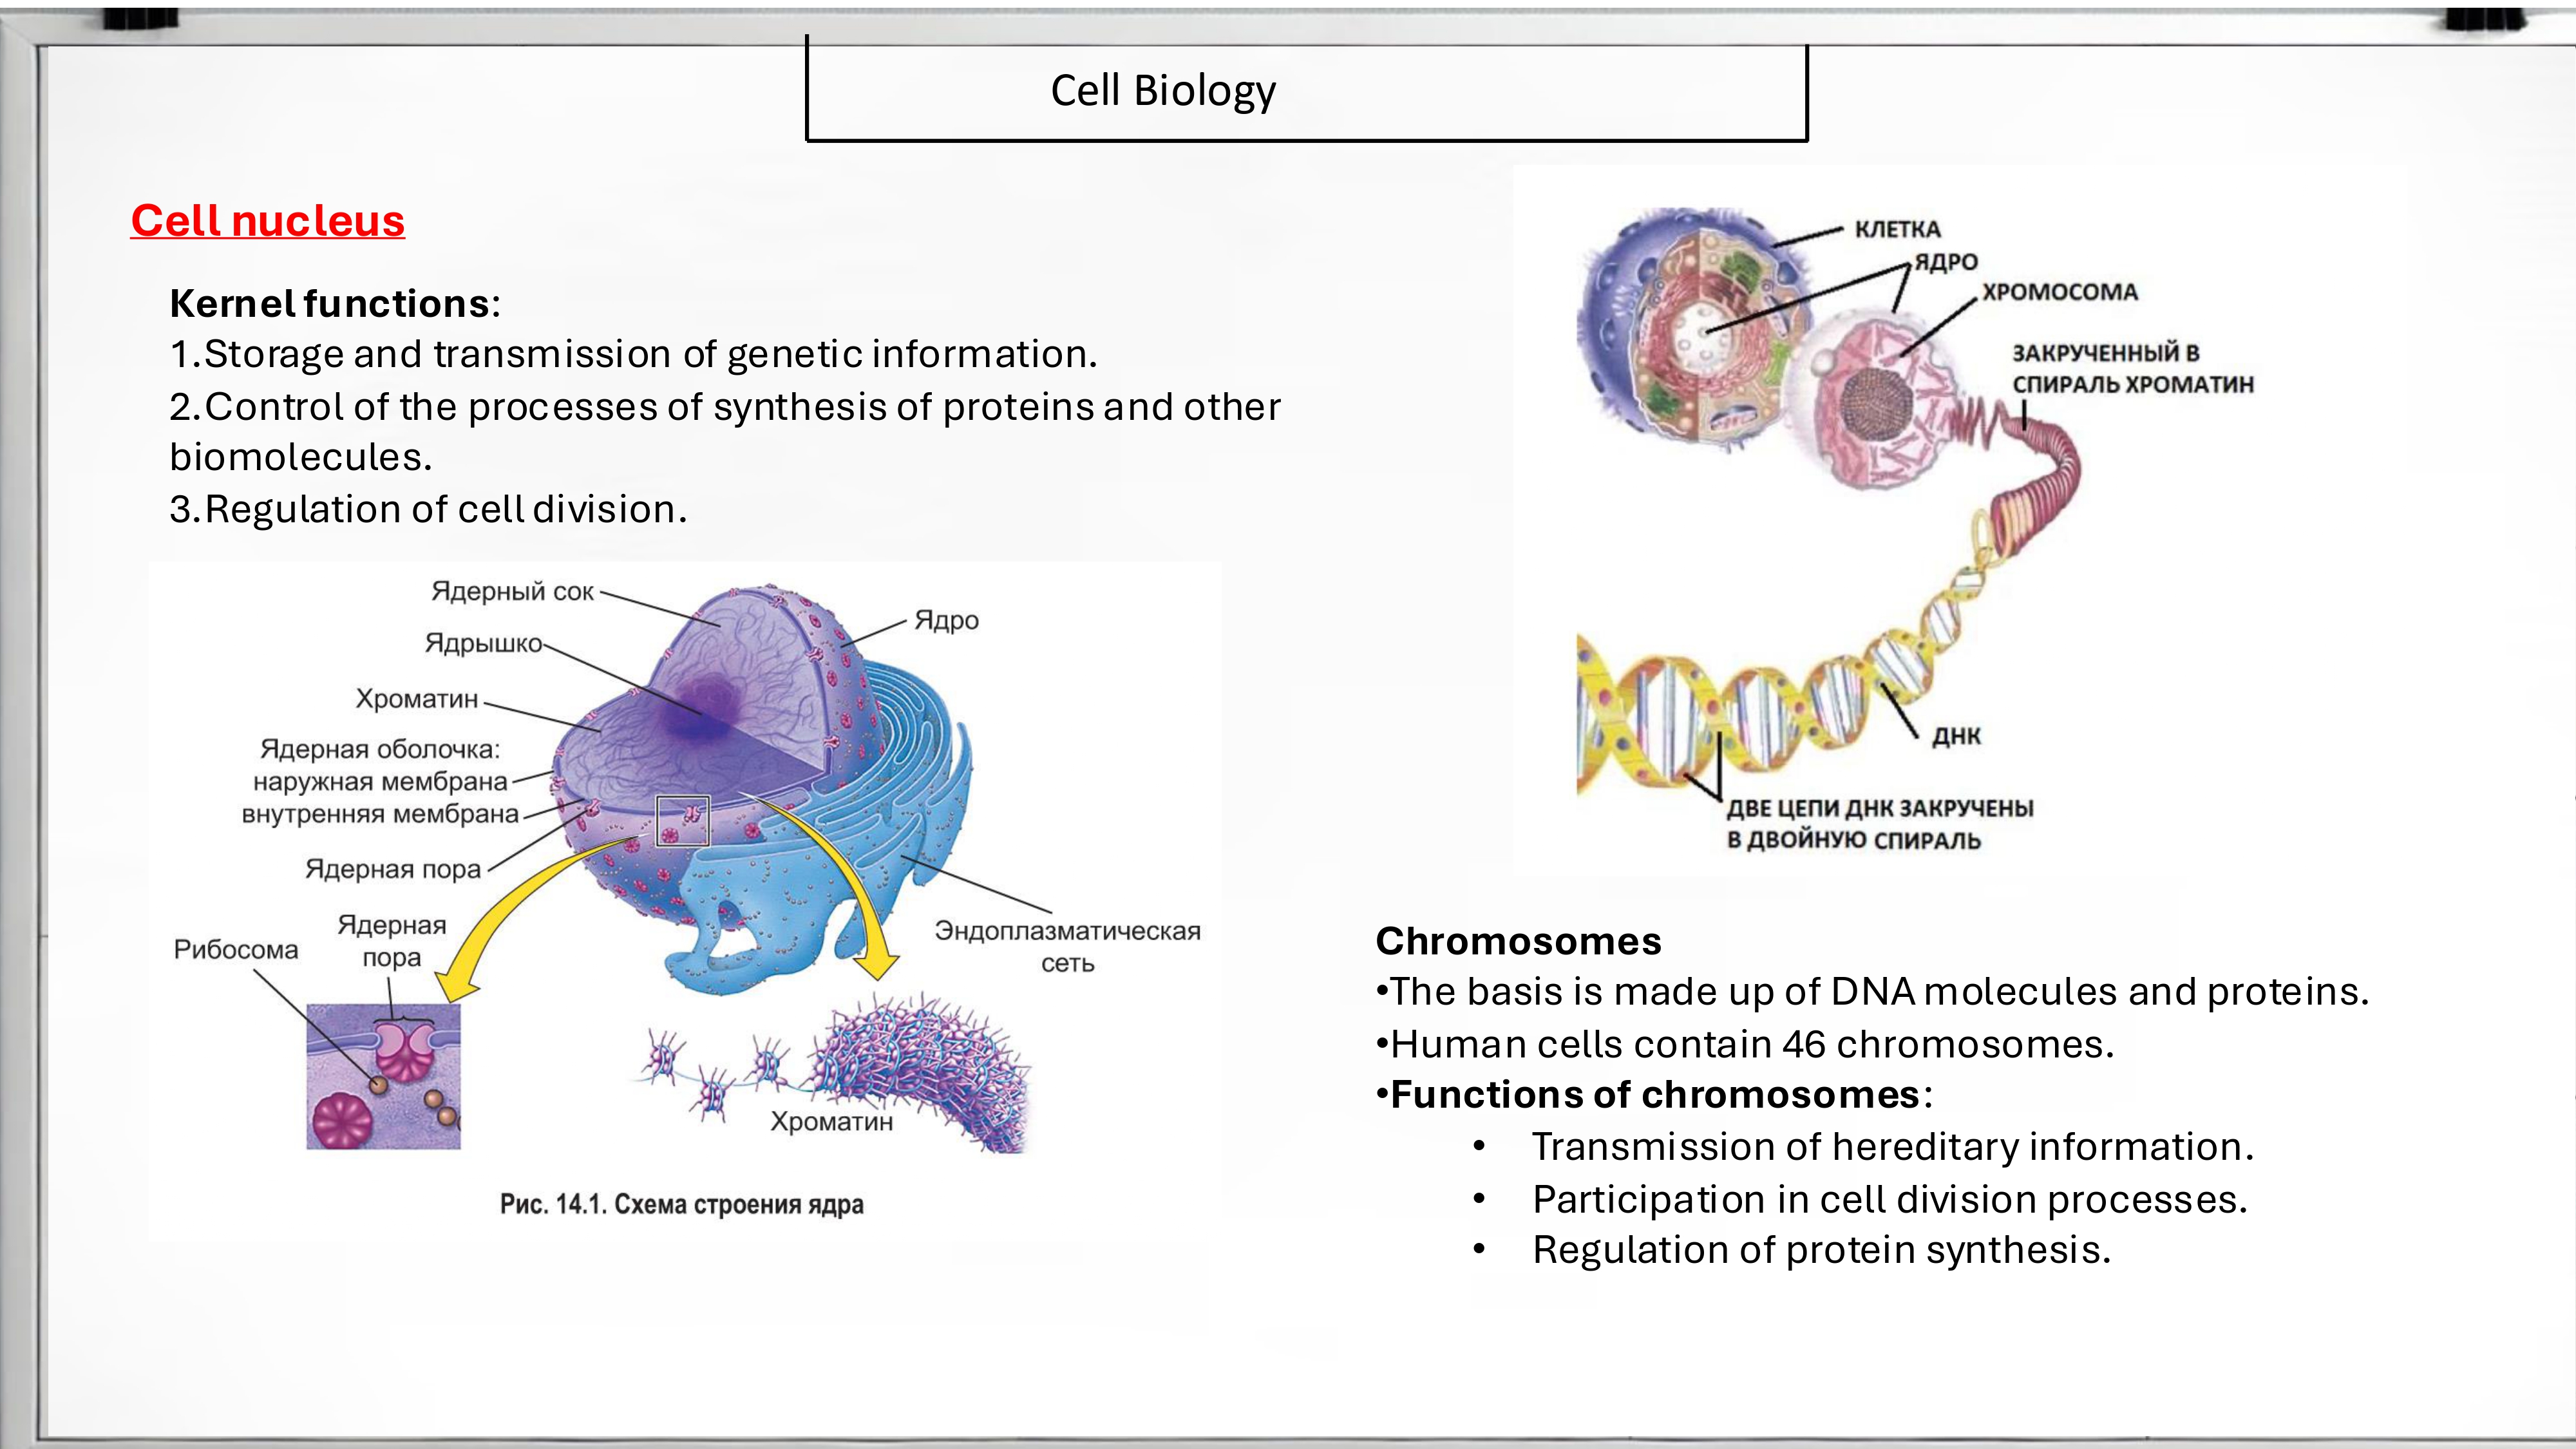 Cell Biology
Cell nucleus
Kernel functions:
1.Storage and transmission of genetic information.
2.Control of the processes of synthesis of proteins and other
biomolecules.
3.Regulation of cell division.
Ядерный сок
Ядро
Ядрышко
Хроматин
Ядерная оболочка:
наружная мембрана
внутренняя мембрана
Ядерная пора
Рибосома
Ядерная
пора
Эндоплазматическая
сеть
Хроматин
Рис. 14.1. Схема строения ядра
КЛЕТКА
ЯДРО
ХРОМОСОМА
ЗАКРУЧЕННЫЙ В
СПИРАЛЬ ХРОМАТИН
ДНК
ДВЕ ЦЕПИ ДНК ЗАКРУЧЕНЫ
В ДВОЙНУЮ СПИРАЛЬ
Chromosomes
•The basis is made up of DNA molecules and proteins.
•Human cells contain 46 chromosomes.
•Functions of chromosomes:
• Transmission of hereditary information.
• Participation in cell division processes.
• Regulation of protein synthesis.